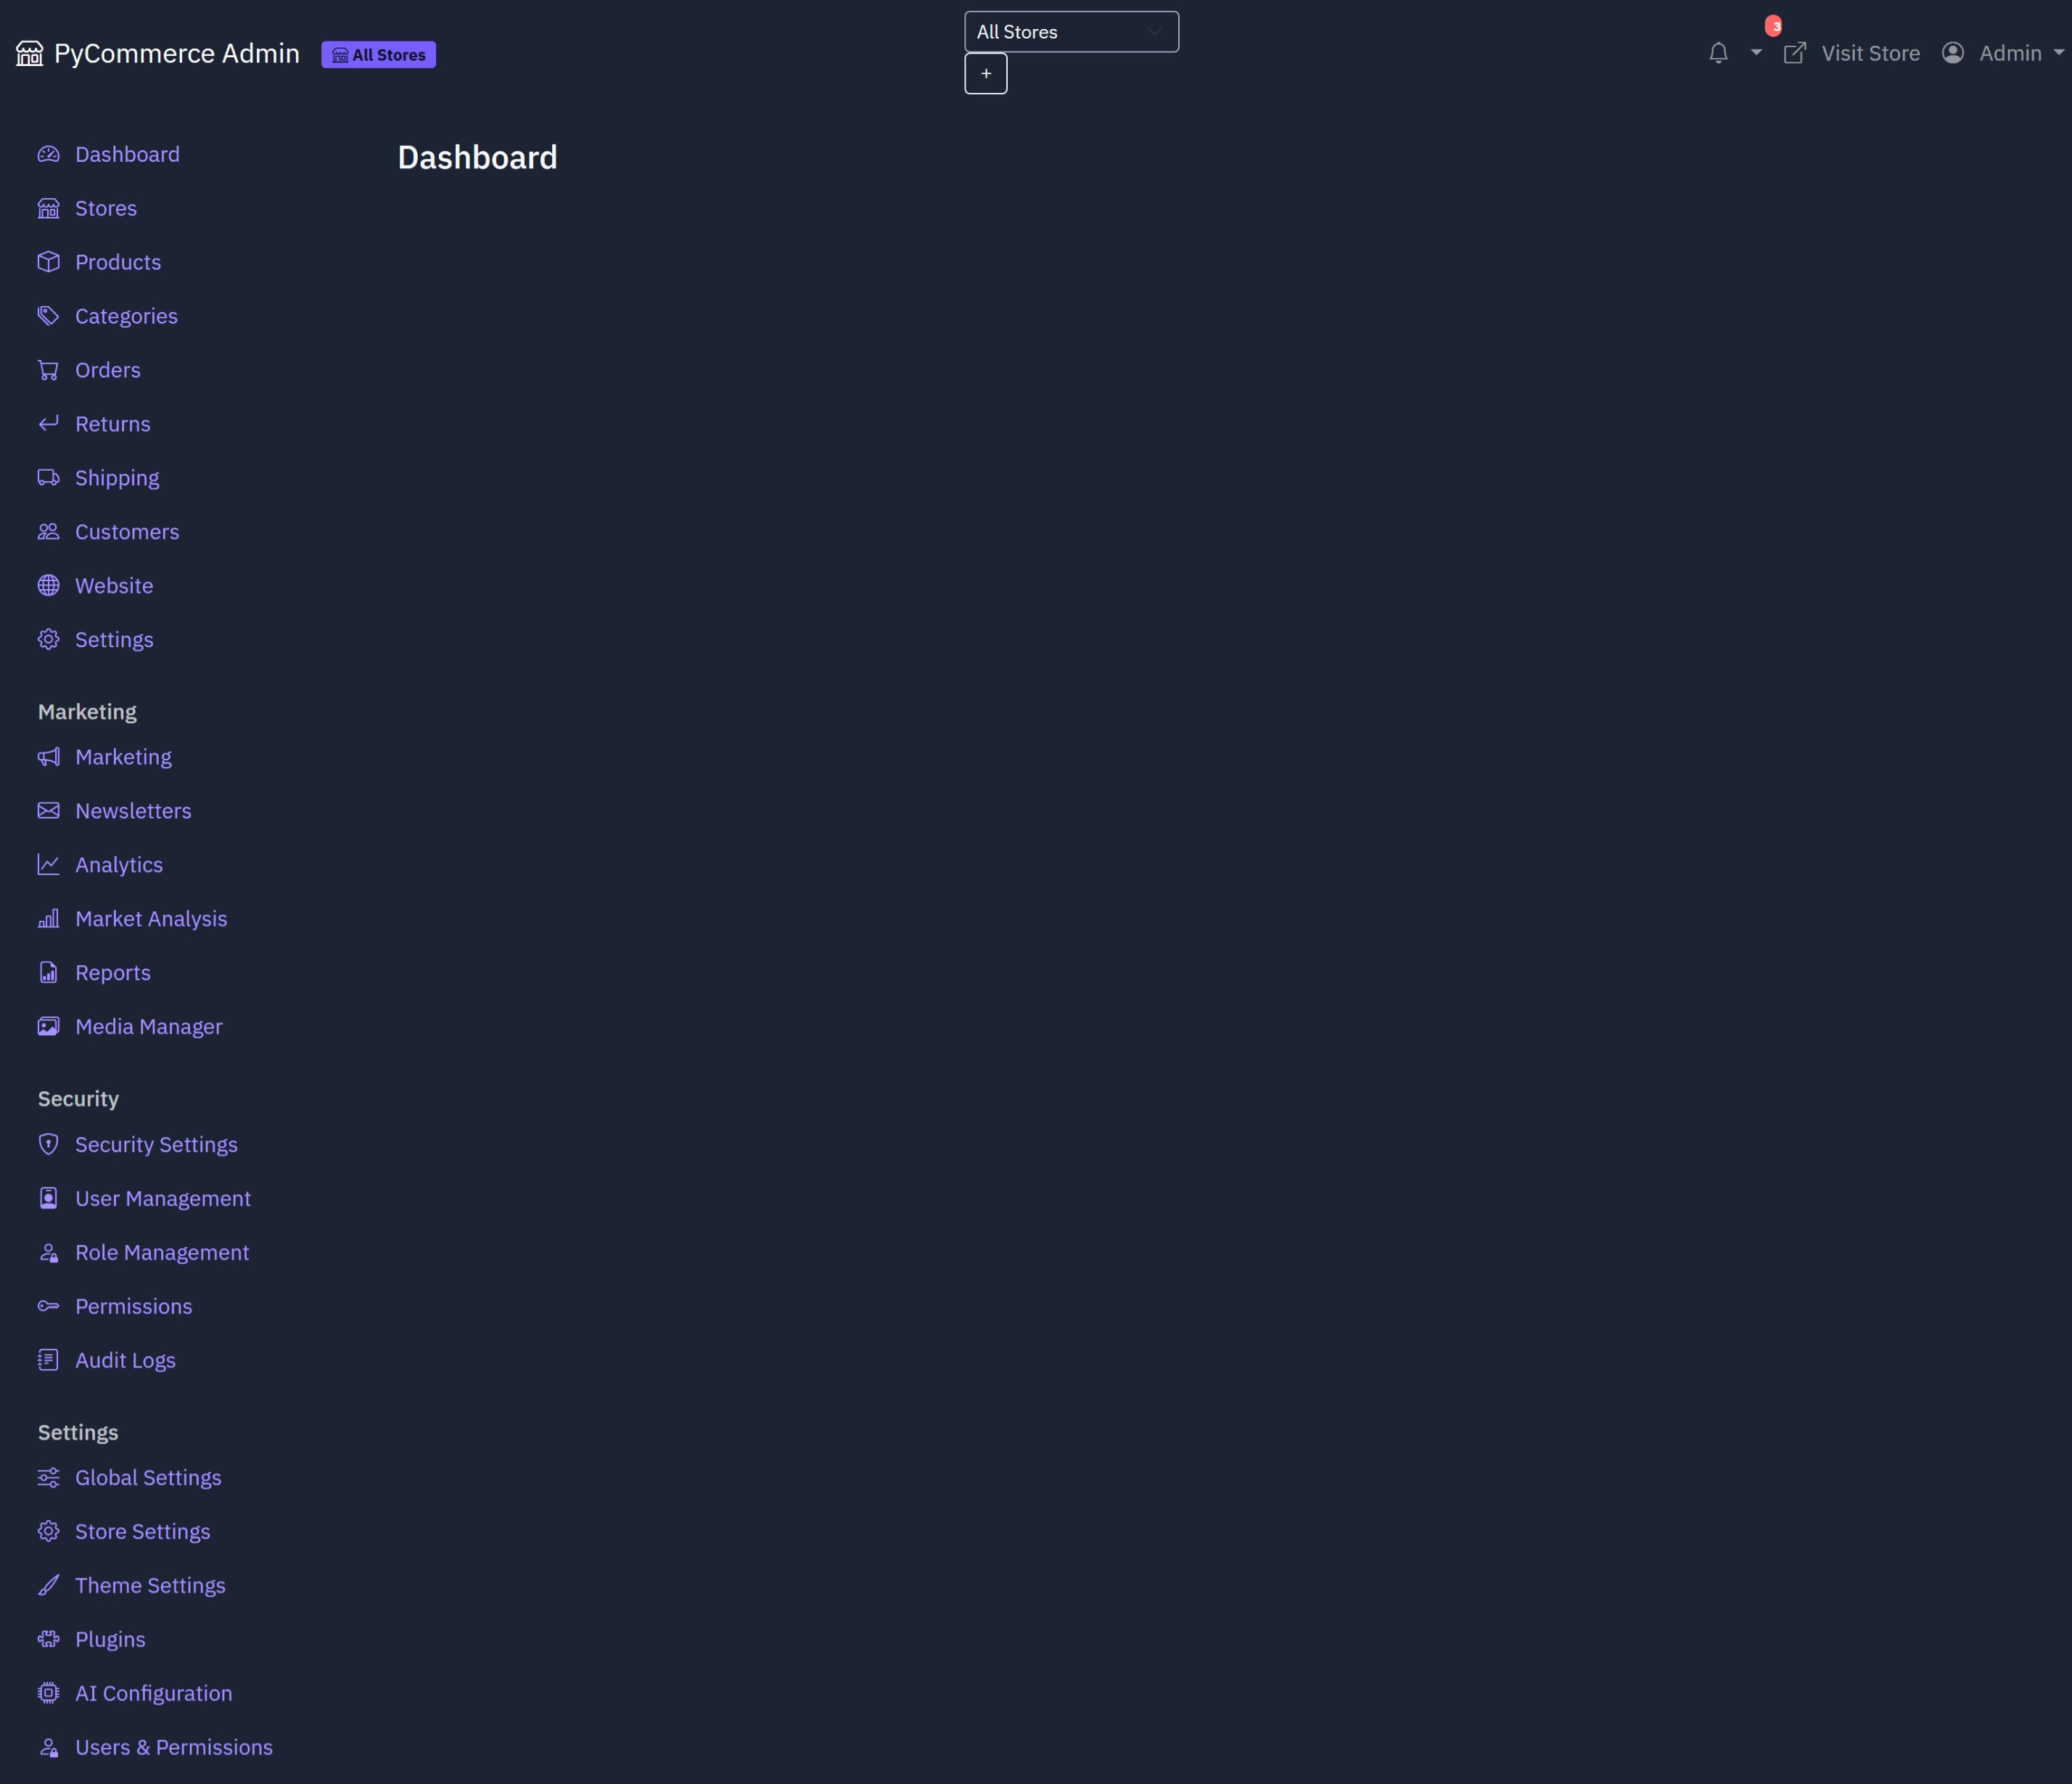 PyCommerce Admin
All Stores
All Stores
+
3
Visit Store
Admin
Dashboard
Stores
Products
Categories
Orders
Returns
Shipping
Customers
Website
Settings
Marketing
Marketing
Newsletters
Analytics
Market Analysis
Reports
Media Manager
Security
Security Settings
User Management
Role Management
Permissions
Audit Logs
Settings
Global Settings
Store Settings
Theme Settings
Plugins
AI Configuration
Users & Permissions
Dashboard